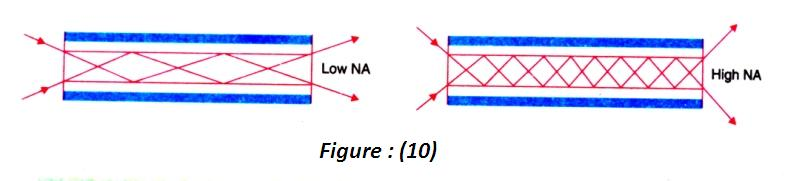 Low NA
High NA
Figure : (10)